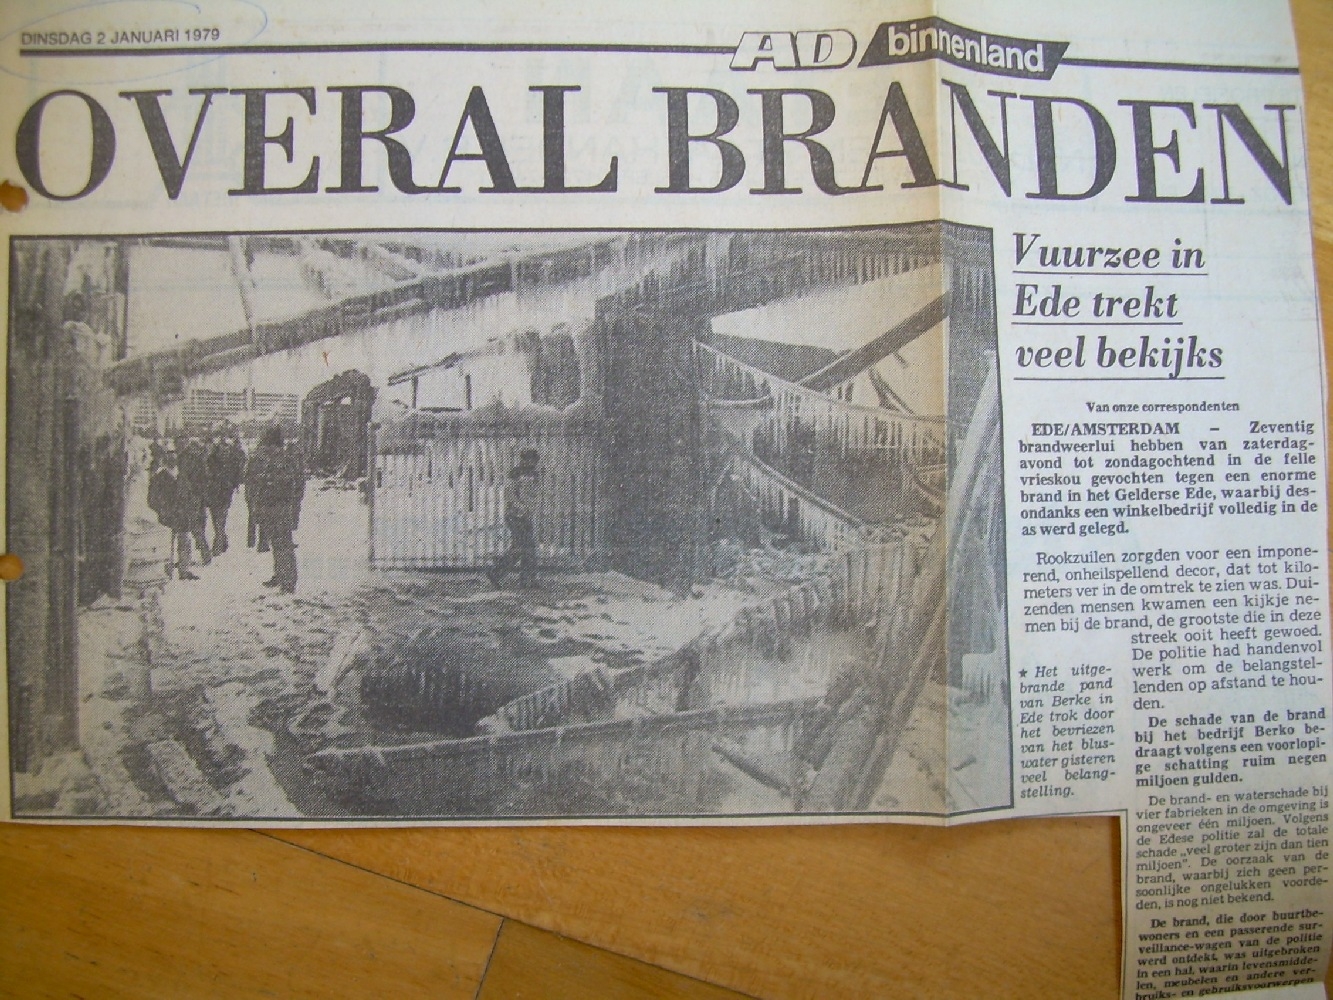 DINSDAG 2 JANUARI 1979
AD binnenland
OVERAL BRANDEN
Vuurzee in
Ede trekt
veel bekijks
Van onze correspondenten
EDE/AMSTERDAM – Zeventig
brandweerlui hebben van zaterdag-
avond tot zondagochtend in de felle
vrieskou gevochten tegen een enorme
brand in het Gelderse Ede, waarbij des-
ondanks een winkelbedrijf volledig in de
as werd gelegd.
Rookzuilen zorgden voor een impone-
rend, onheilspellend decor, dat tot kilo-
meters ver in de omtrek te zien was. Dui-
zenden mensen kwamen een kijkje ne-
men bij de brand, de grootste die in deze
streek ooit heeft gewoed.
De politie had handenvol
werk om de belangstel-
lenden op afstand te hou-
den.
De schade van de brand
bij het bedrijf Berko be-
draagt volgens een voorlopi-
ge schatting ruim negen
miljoen gulden.
De brand- en waterschade bij
vier fabrieken in de omgeving is
ongeveer één miljoen. Volgens
de Edese politie zal de totale
schade „veel groter zijn dan tien
miljoen". De oorzaak van de
brand, waarbij zich geen per-
soonlijke ongelukken voorde-
den, is nog niet bekend.
De brand, die door buurtbe-
woners en een passerende sur-
veillance-wagen van de politie
werd ontdekt, was uitgebroken
in een hal, waarin levensmidde-
len, meubelen en andere ver-
bruiks- en gebruiksvoorwerpen
★ Het uitge-
brande pand
van Berke in
Ede trok door
het bevriezen
van het blus-
water gisteren
veel belang-
stelling.